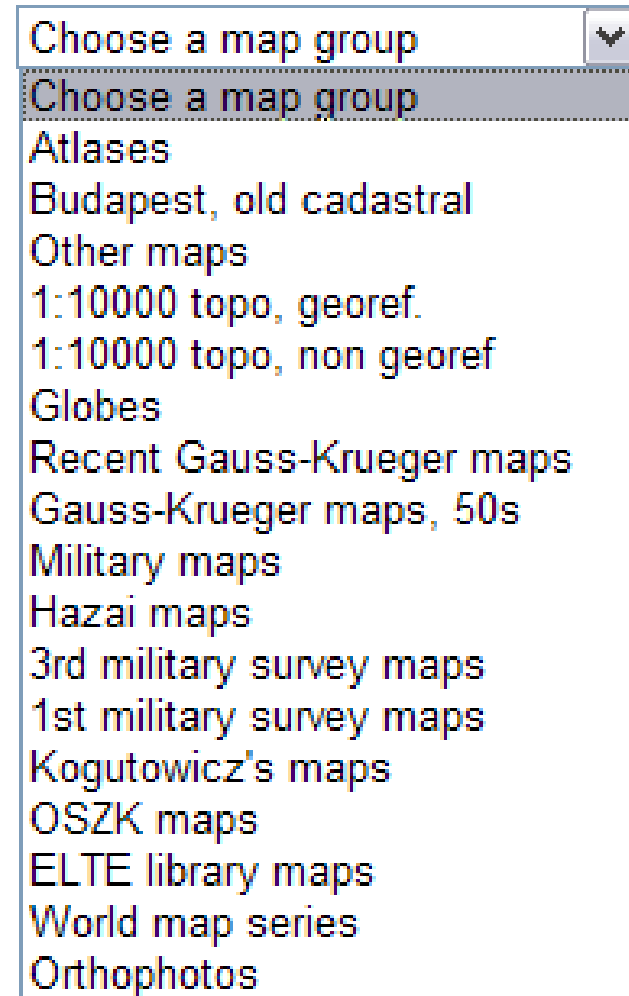 Choose a map group
Choose a map group
Atlases
Budapest, old cadastral
Other maps
1:10000 topo, georef.
1:10000 topo, non georef
Globes
Recent Gauss-Krueger maps
Gauss-Krueger maps, 50s
Military maps
Hazai maps
3rd military survey maps
1st military survey maps
Kogutowicz's maps
OSZK maps
ELTE library maps
World map series
Orthophotos